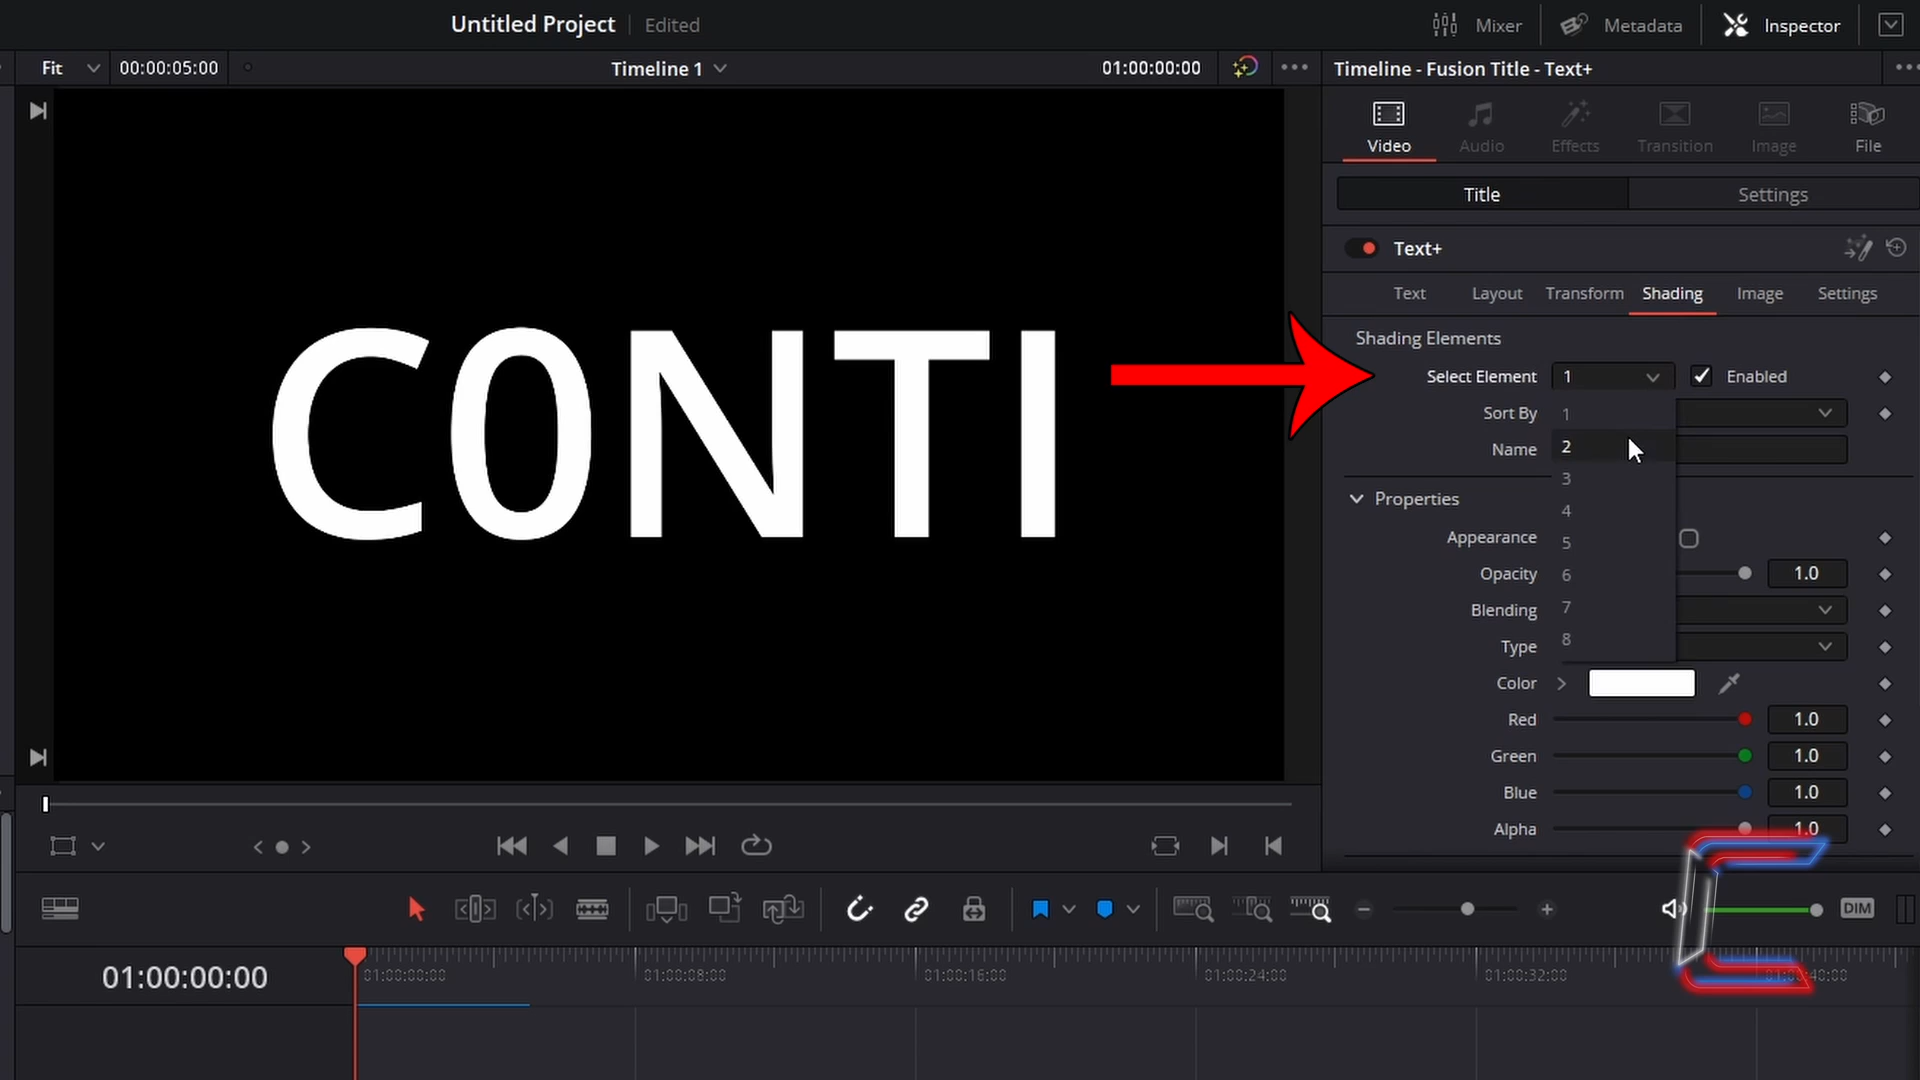 Untitled Project
Edited
Mixer
Metadata
Inspector
Fit
00:00:05:00
Timeline 1
01:00:00:00
Timeline - Fusion Title - Text+
Video
Audio
Effects
Transition
Image
File
Title
Settings
Text+
Text
Layout
Transform
Shading
Image
Settings
C0NTI
Shading Elements
Select Element
1
Enabled
Sort By
1
Name
2
3
Properties
4
Appearance
5
Opacity
6
1.0
Blending
7
Type
8
Color
Red
1.0
Green
1.0
Blue
1.0
Alpha
1.0
DIM
01:00:00:00
01:00:00:00
01:00:08:00
01:00:16:00
01:00:24:00
01:00:32:00
01:00:40:00